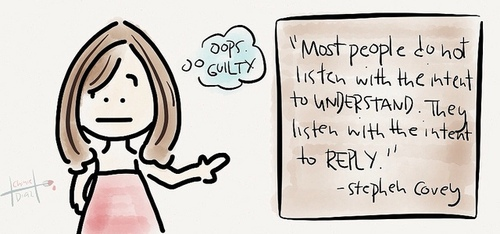 OOPS.
GUILTY
"Most people do not
listen with the intent
to UNDERSTAND. They
listen with the intent
to REPLY."
-Stephen Covey